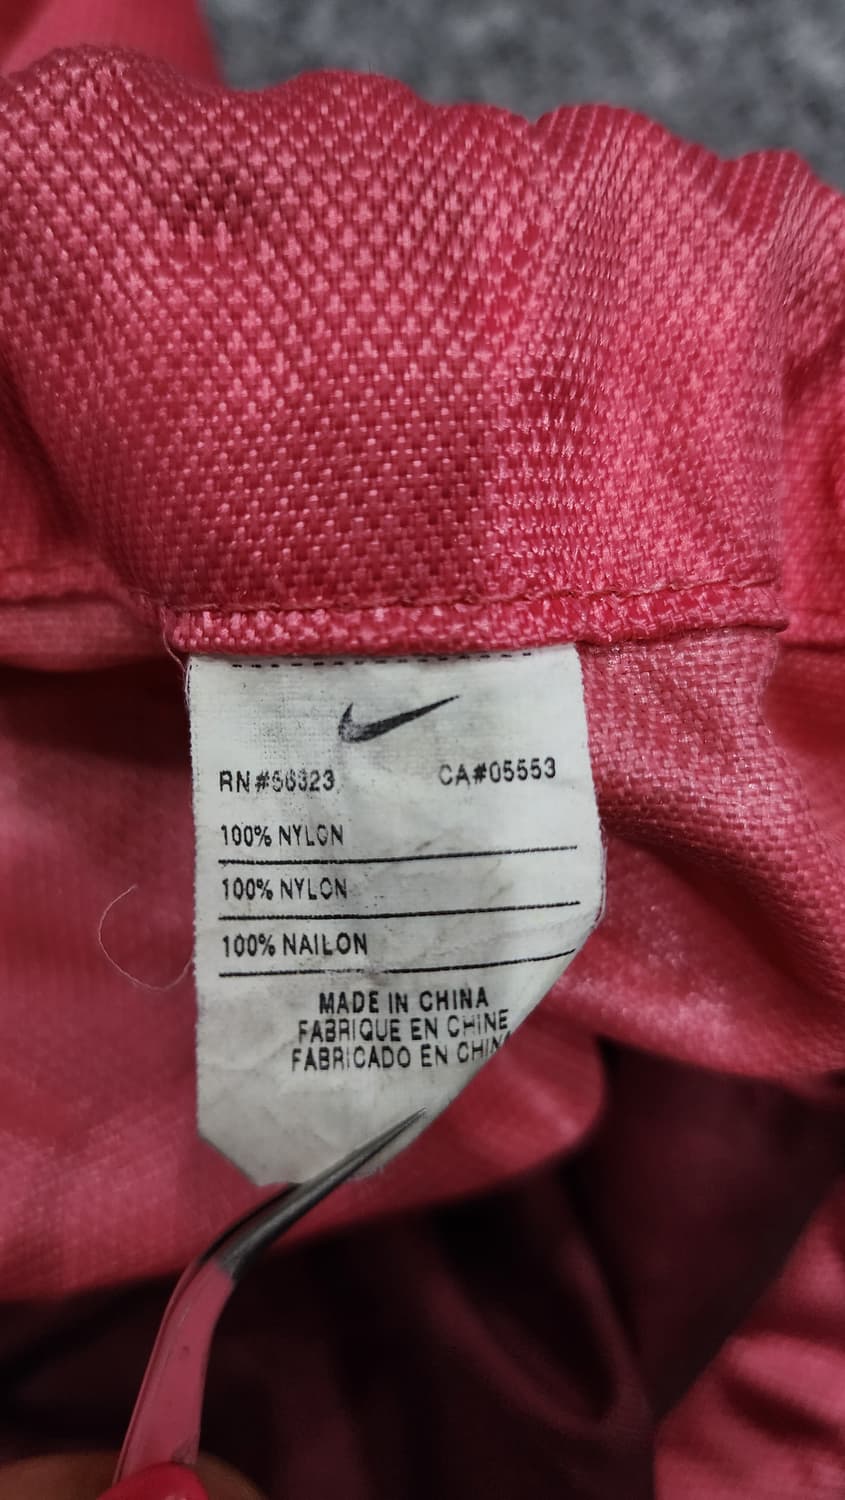 RN#56323 CA#05553
100% NYLON
100% NYLON
100% NAILON
MADE IN CHINA
FABRIQUE EN CHINE
FABRICADO EN CHINA